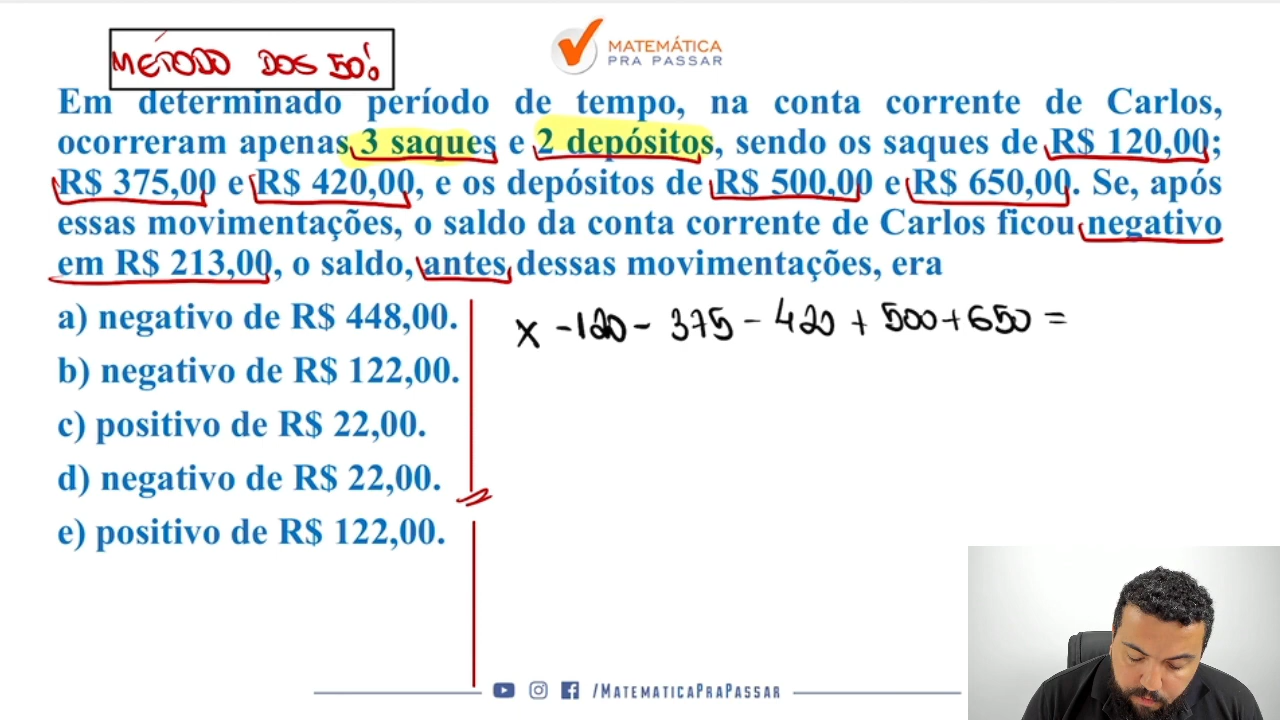 MÉTODO DOS 50%
MATEMÁTICA
PRA PASSAR
Em determinado período de tempo, na conta corrente de Carlos,
ocorreram apenas 3 saques e 2 depósitos, sendo os saques de R$ 120,00;
R$ 375,00 e R$ 420,00, e os depósitos de R$ 500,00 e R$ 650,00. Se, após
essas movimentações, o saldo da conta corrente de Carlos ficou negativo
em R$ 213,00, o saldo, antes dessas movimentações, era
a) negativo de R$ 448,00.
b) negativo de R$ 122,00.
c) positivo de R$ 22,00.
d) negativo de R$ 22,00.
e) positivo de R$ 122,00.
x - 120 - 375 - 420 + 500 + 650 =
/MATEMATICAPRAPASSAR